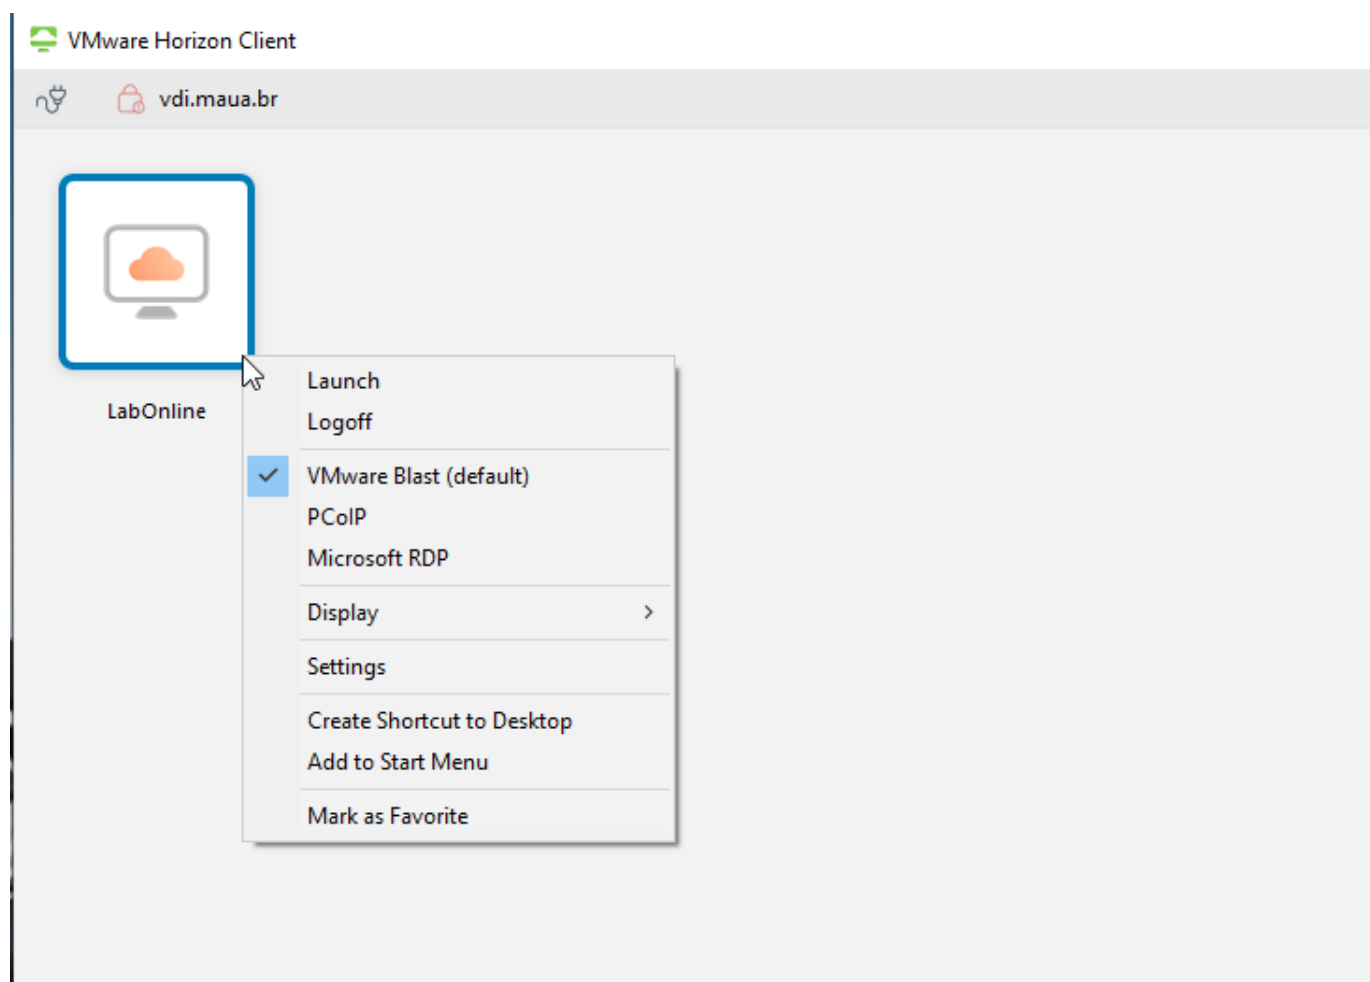 VMware Horizon Client
vdi.maua.br
LabOnline
Launch
Logoff
VMware Blast (default)
PCoIP
Microsoft RDP
Display
Settings
Create Shortcut to Desktop
Add to Start Menu
Mark as Favorite